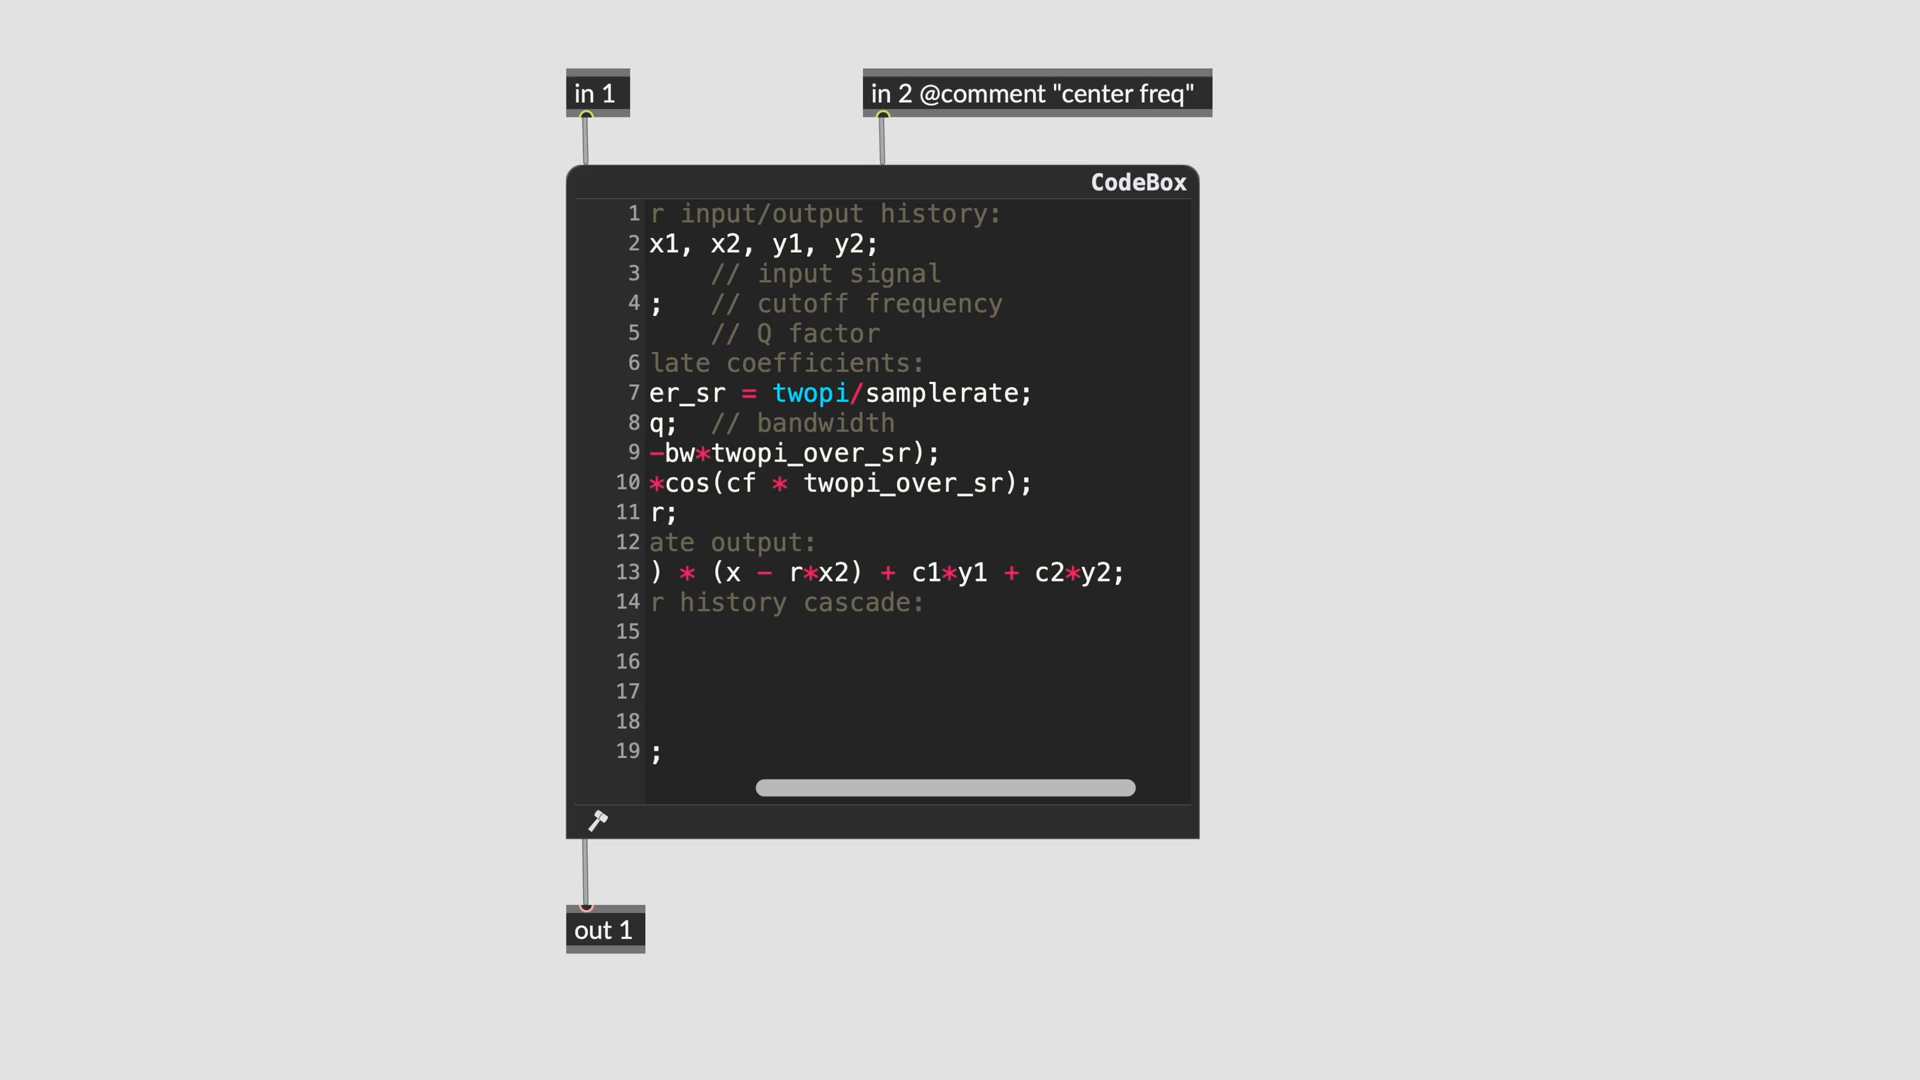 in 1
in 2 @comment "center freq"
CodeBox
1 r input/output history:
2 x1, x2, y1, y2;
3 // input signal
4 ; // cutoff frequency
5 // Q factor
6 late coefficients:
7 er_sr = twopi/samplerate;
8 q; // bandwidth
9 -bw*twopi_over_sr);
10 *cos(cf * twopi_over_sr);
11 r;
12 ate output:
13 ) * (x - r*x2) + c1*y1 + c2*y2;
14 r history cascade:
15
16
17
18
19 ;
out 1